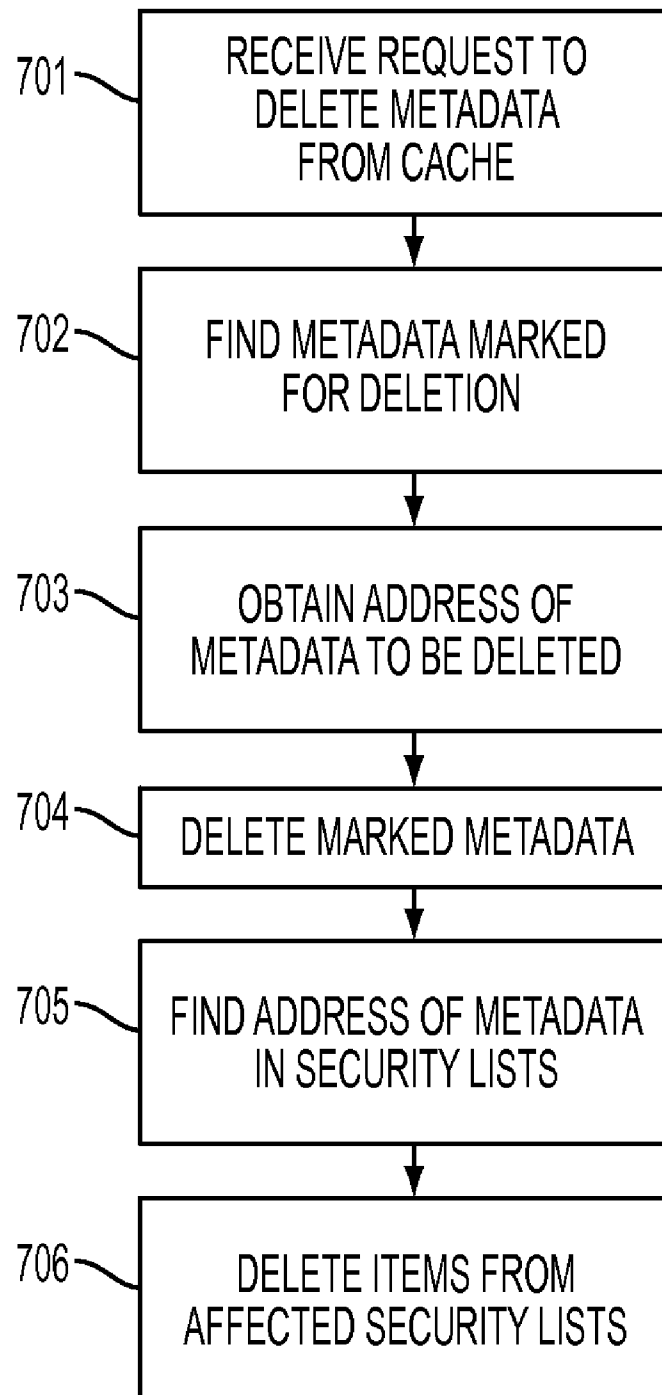 701
RECEIVE REQUEST TO
DELETE METADATA
FROM CACHE
702
FIND METADATA MARKED
FOR DELETION
703
OBTAIN ADDRESS OF
METADATA TO BE DELETED
704
DELETE MARKED METADATA
705
FIND ADDRESS OF METADATA
IN SECURITY LISTS
706
DELETE ITEMS FROM
AFFECTED SECURITY LISTS